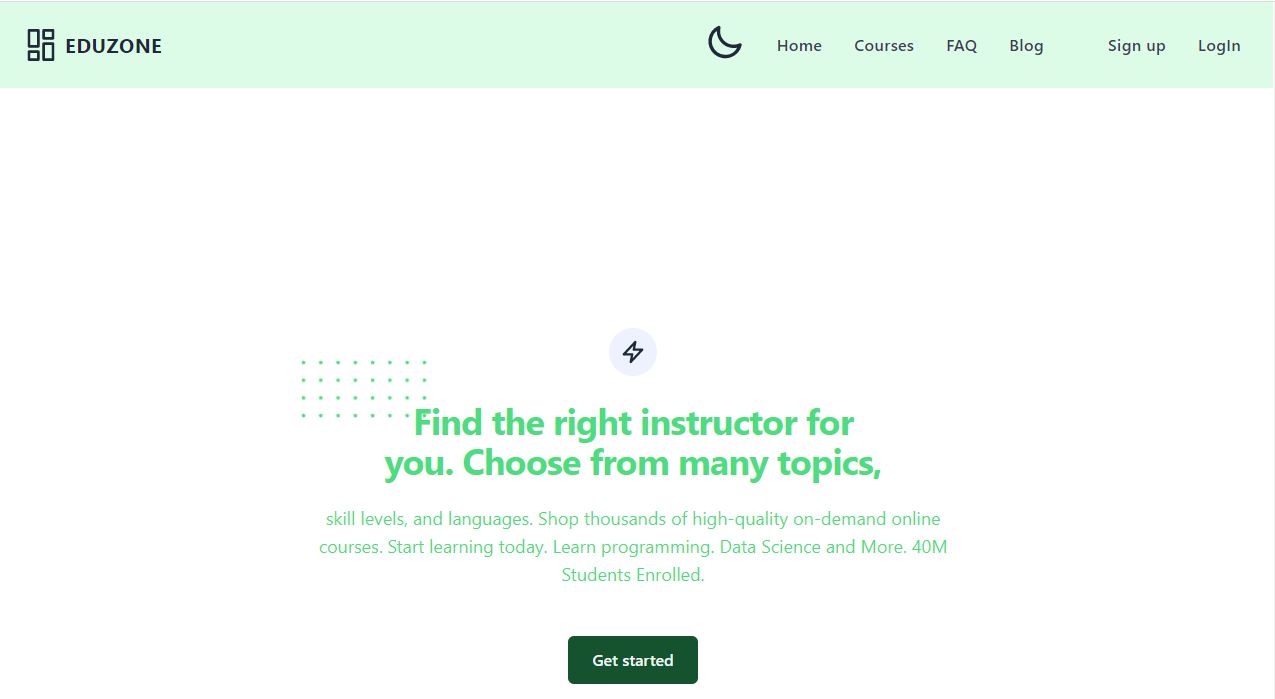 EDUZONE
Home
Courses
FAQ
Blog
Sign up
LogIn
Find the right instructor for
you. Choose from many topics,
skill levels, and languages. Shop thousands of high-quality on-demand online
courses. Start learning today. Learn programming. Data Science and More. 40M
Students Enrolled.
Get started